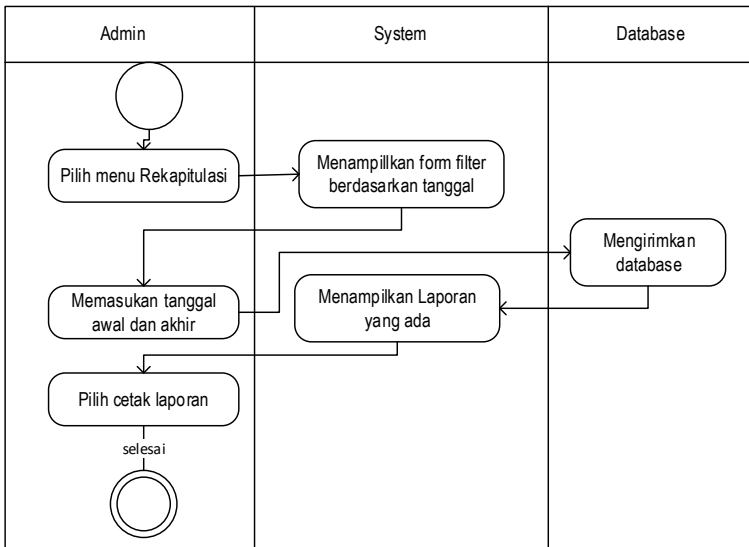 Admin
System
Database
Pilih menu Rekapitulasi
Menampillkan form filter
berdasarkan tanggal
Mengirimkan
database
Memasukan tanggal
awal dan akhir
Menampilkan Laporan
yang ada
Pilih cetak laporan
selesai